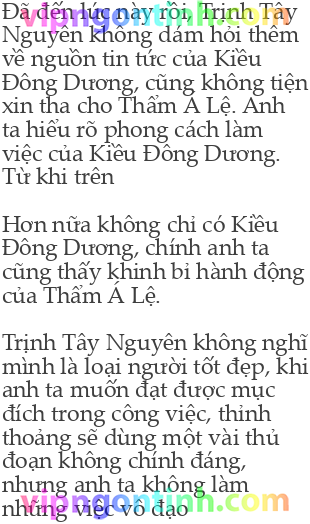 Đã đến lúc này rồi, Trịnh Tây
Nguyên không dám hỏi thêm
về nguồn tin tức của Kiều
Đông Dương, cũng không tiện
xin tha cho Thẩm Á Lệ. Anh
ta hiểu rõ phong cách làm
việc của Kiều Đông Dương.
Từ khi trên

Hơn nữa không chỉ có Kiều
Đông Dương, chính anh ta
cũng thấy khinh bỉ hành động
của Thẩm Á Lệ.

Trịnh Tây Nguyên không nghĩ
mình là loại người tốt đẹp, khi
anh ta muốn đạt được mục
đích trong công việc, thỉnh
thoảng sẽ dùng một vài thủ
đoạn không chính đáng,
nhưng anh ta không làm
những việc vô đạo
vipngontinh.com
vipngontinh.com